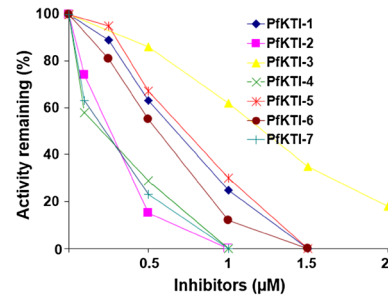 Activity remaining (%)
100
80
60
40
20
0
0.5
1.0
1.5
2
Inhibitors (µM)
PfKTI-1
PfKTI-2
PfKTI-3
PfKTI-4
PfKTI-5
PfKTI-6
PfKTI-7